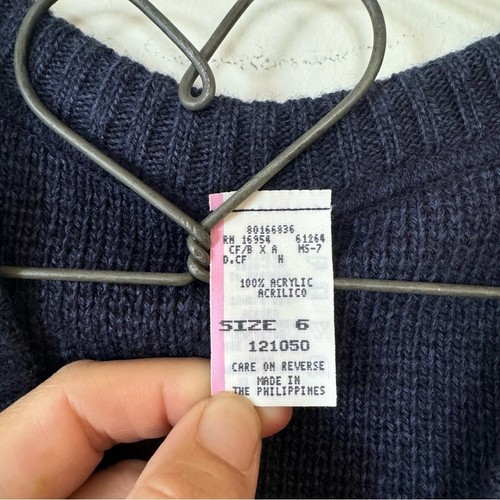 80166836
RN 16954 61264
CF/B X A MS-7
D.CF H
100% ACRYLIC
ACRILICO
SIZE 6
121050
CARE ON REVERSE
MADE IN
THE PHILIPPINES